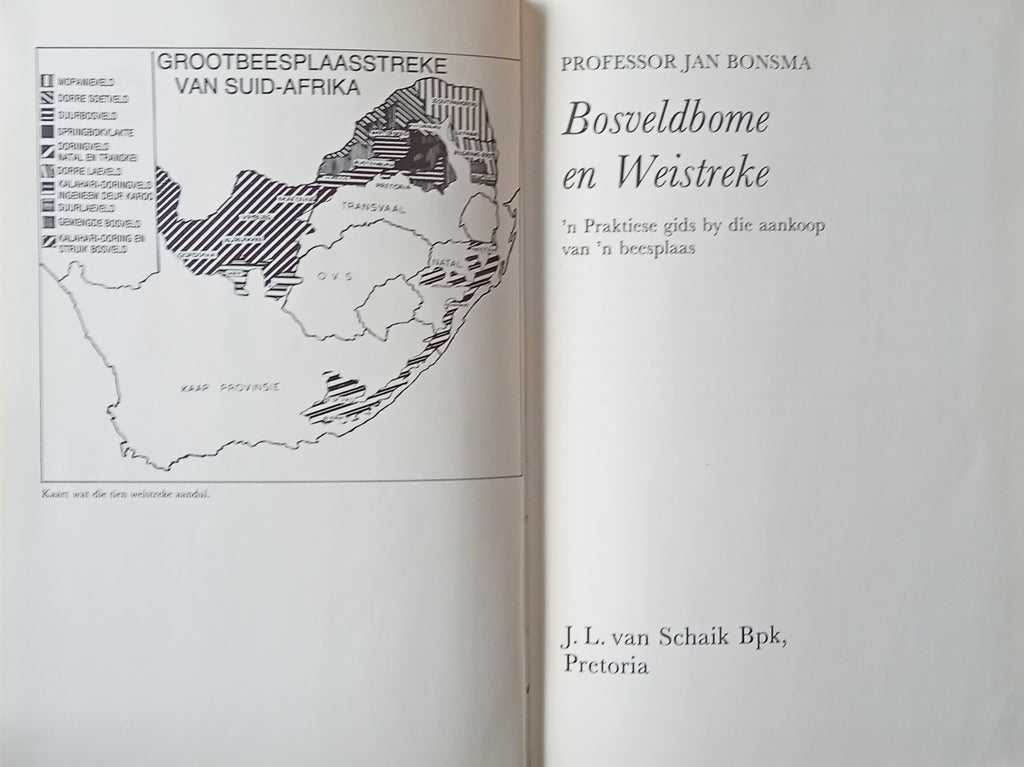 GROOTBEESPLAASSTREKE
VAN SUID-AFRIKA
MOPANIEVELD
DORRE SOETVELD
SUURBOSVELD
SPRINGBOKVLAKTE
DORINGVELD
NATAL EN TRANSKEI
DORRE LAEVELD
KALAHARI-DORINGVELD
INGENEEM DEUR KAROO
SUURLAEVELD
GEMENGDE BOSVELD
KALAHARI-DORING EN
STRUIK BOSVELD
PRETORIA
TRANSVAAL
NATAL
O V S
KAAP PROVINSIE
Kaart wat die tien weistreke aandui.
PROFESSOR JAN BONSMA
Bosveldbome
en Weistreke
'n Praktiese gids by die aankoop
van 'n beesplaas
J. L. van Schaik Bpk,
Pretoria